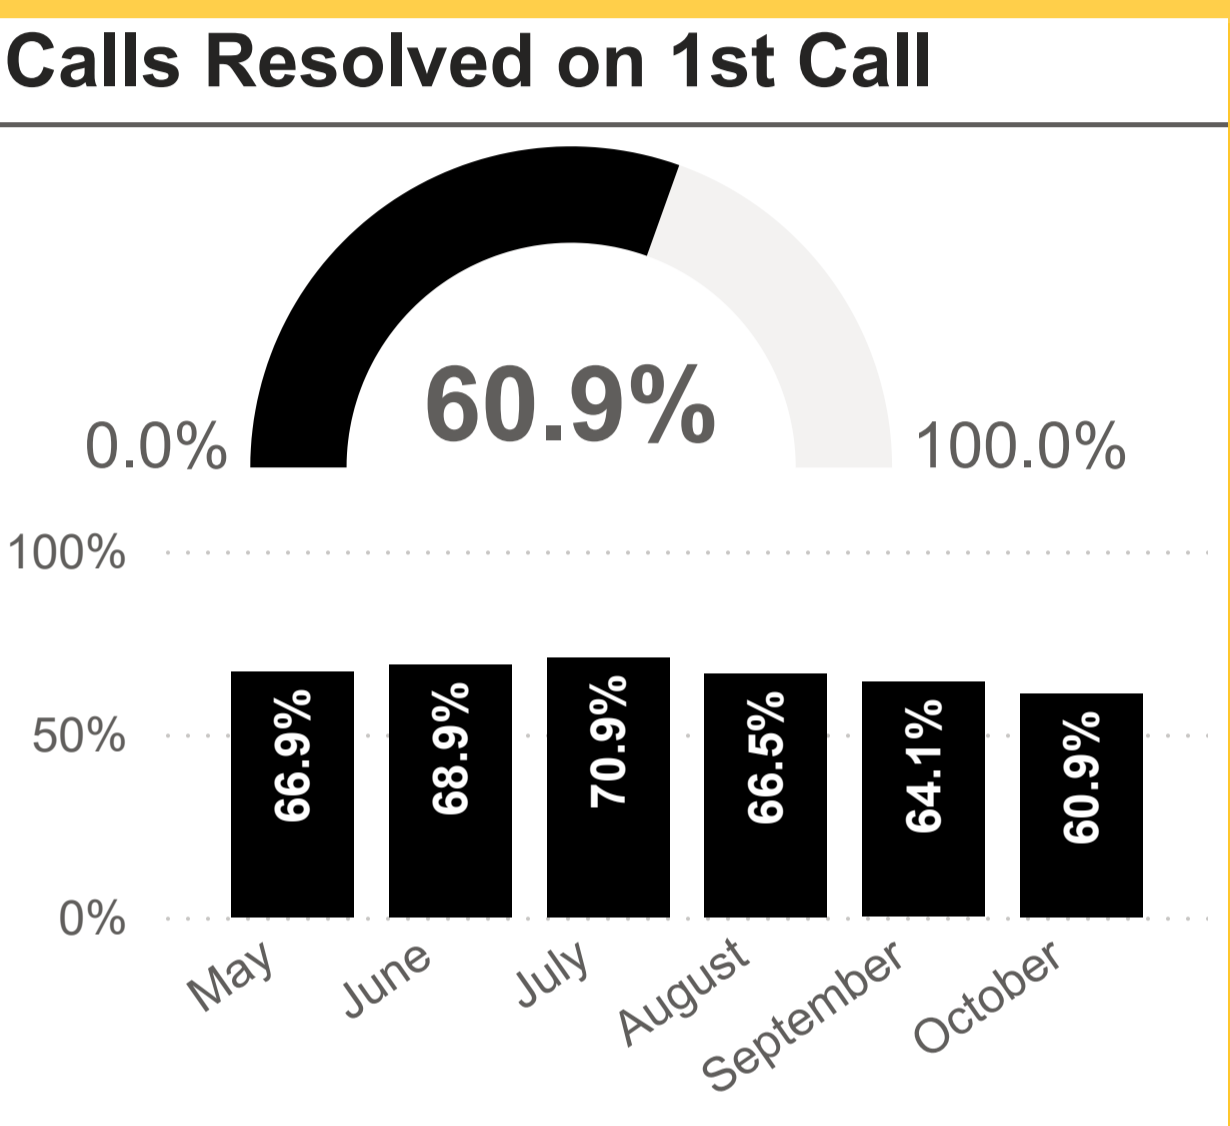 Calls Resolved on 1st Call
60.9%
0.0%
100.0%
100%
50%
0%
66.9%
68.9%
70.9%
66.5%
64.1%
60.9%
May
June
July
August
September
October